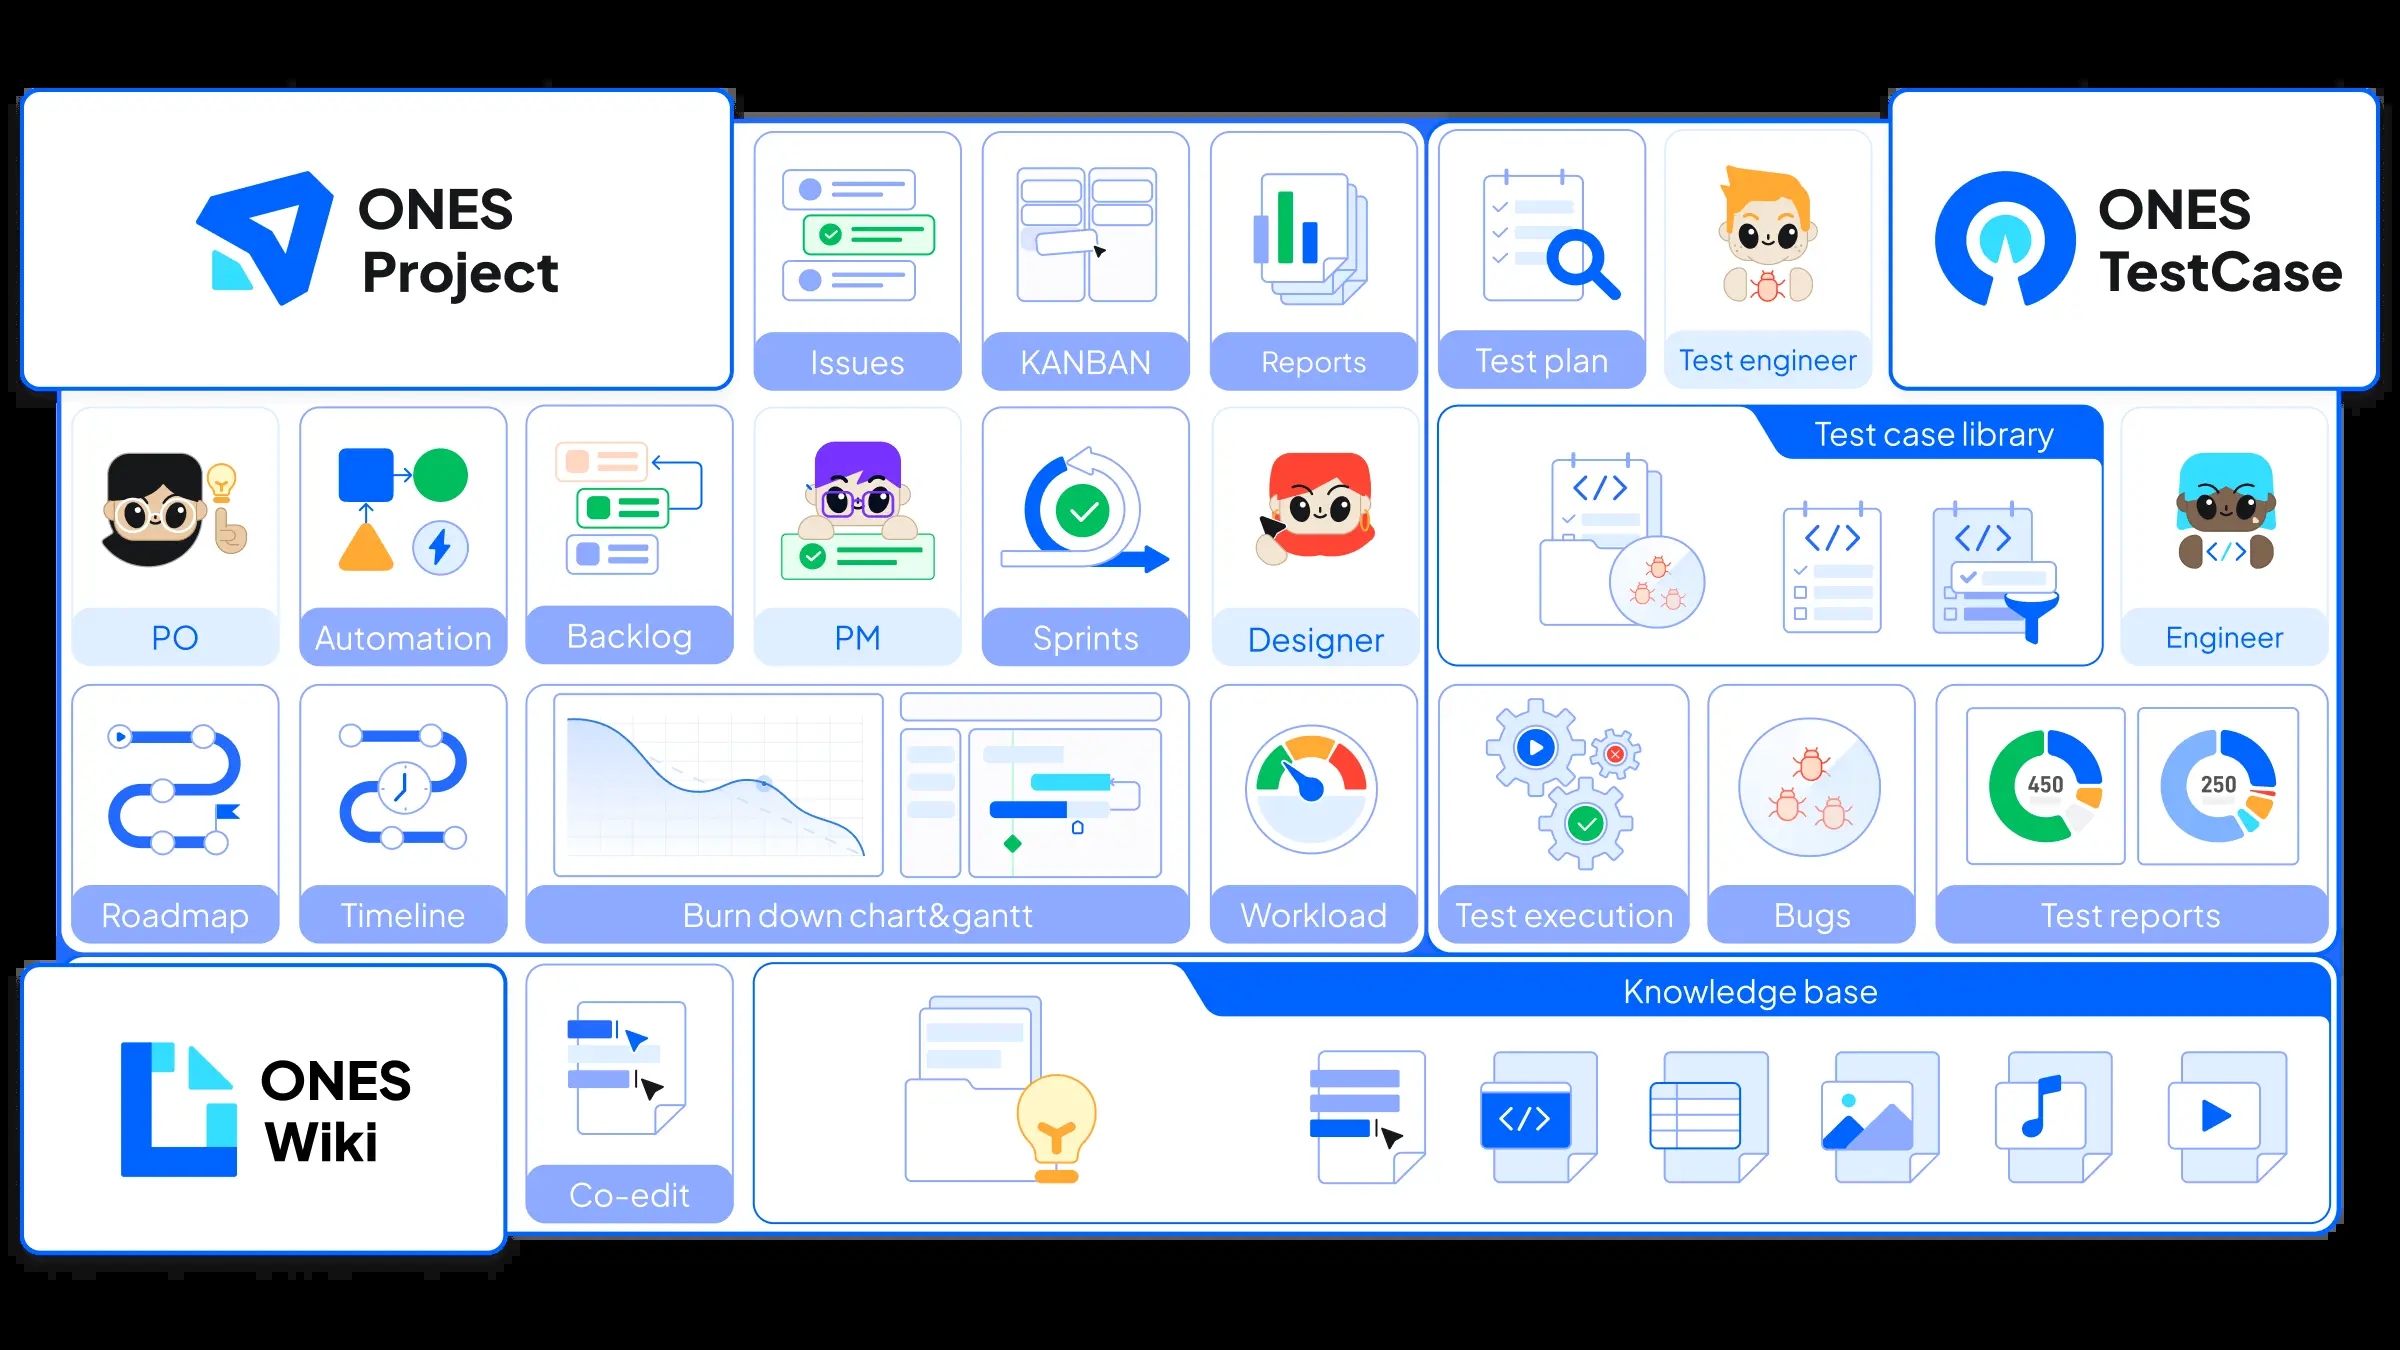 ONES
Project
Issues
KANBAN
Reports
Test plan
Test engineer
ONES
TestCase
PO
Automation
Backlog
PM
Sprints
Designer
Test case library
</>
</>
</>
</>
Engineer
Roadmap
Timeline
Burn down chart&gantt
Workload
Test execution
Bugs
450
250
Test reports
ONES
Wiki
Co-edit
Knowledge base
</>